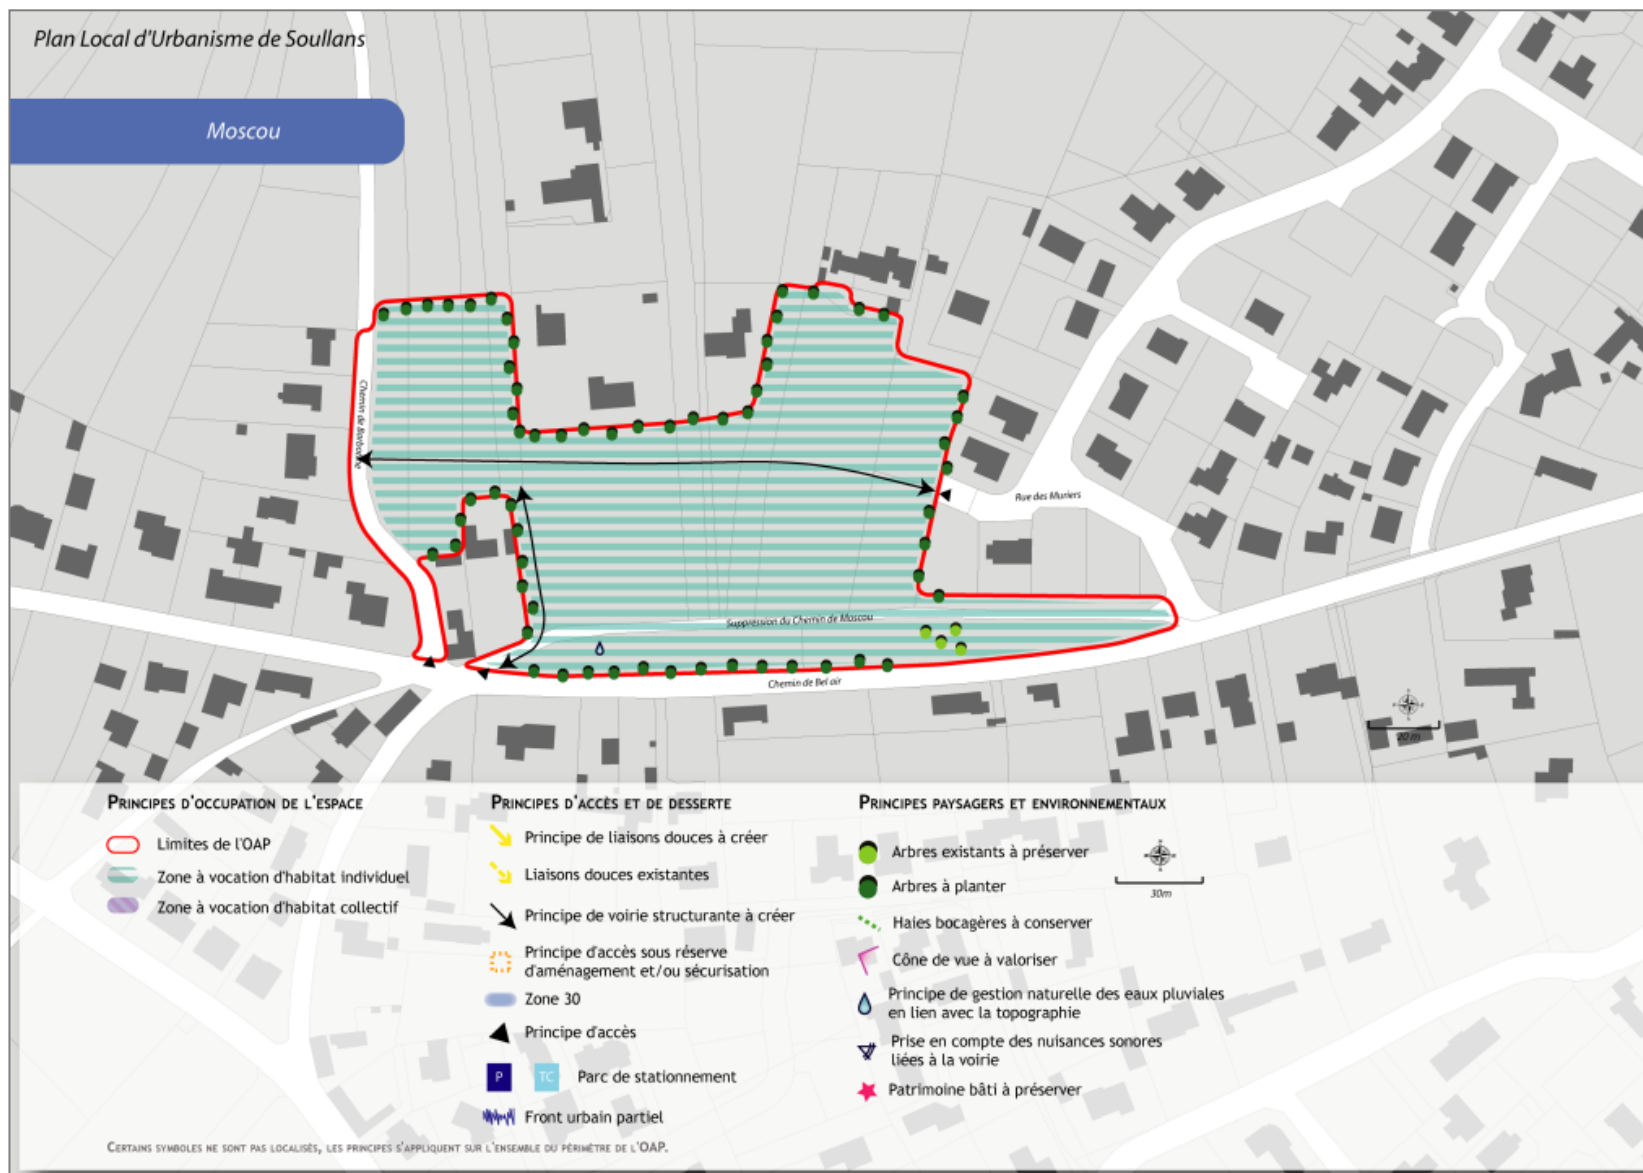 Plan Local d'Urbanisme de Soullans
Moscou
Chemin de Barbonne
Rue des Muriers
Suppression du Chemin de Moscou
Chemin de Bel air
20 m
PRINCIPES D'OCCUPATION DE L'ESPACE
Limites de l'OAP
Zone à vocation d'habitat individuel
Zone à vocation d'habitat collectif
PRINCIPES D'ACCÈS ET DE DESSERTE
Principe de liaisons douces à créer
Liaisons douces existantes
Principe de voirie structurante à créer
Principe d'accès sous réserve
d'aménagement et/ou sécurisation
Zone 30
Principe d'accès
P TC Parc de stationnement
Front urbain partiel
PRINCIPES PAYSAGERS ET ENVIRONNEMENTAUX
Arbres existants à préserver
Arbres à planter
Haies bocagères à conserver
Cône de vue à valoriser
Principe de gestion naturelle des eaux pluviales
en lien avec la topographie
Prise en compte des nuisances sonores
liées à la voirie
Patrimoine bâti à préserver
30m
CERTAINS SYMBOLES NE SONT PAS LOCALISÉS, LES PRINCIPES S'APPLIQUENT SUR L'ENSEMBLE DU PÉRIMÈTRE DE L'OAP.